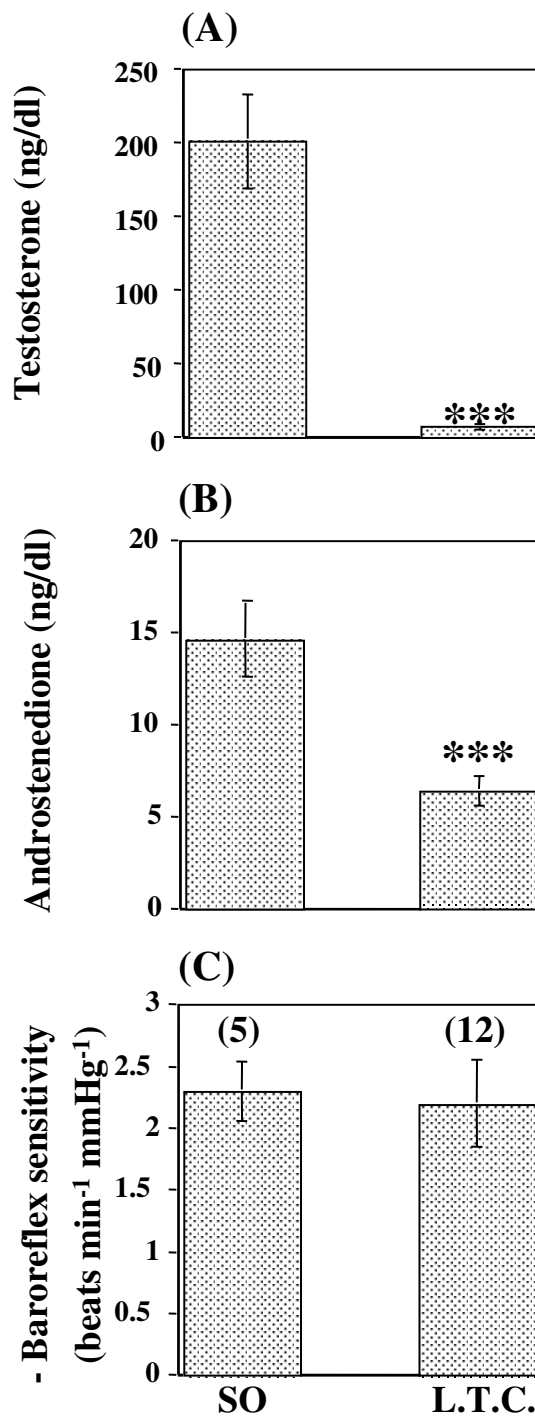 (A)
Testosterone (ng/dl)
250
200
150
100
50
0
***
(B)
Androstenedione (ng/dl)
20
15
10
5
0
***
(C)
- Baroreflex sensitivity
(beats min⁻¹ mmHg⁻¹)
3
2.5
2
1.5
1
0.5
0
(5) (12)
SO L.T.C.